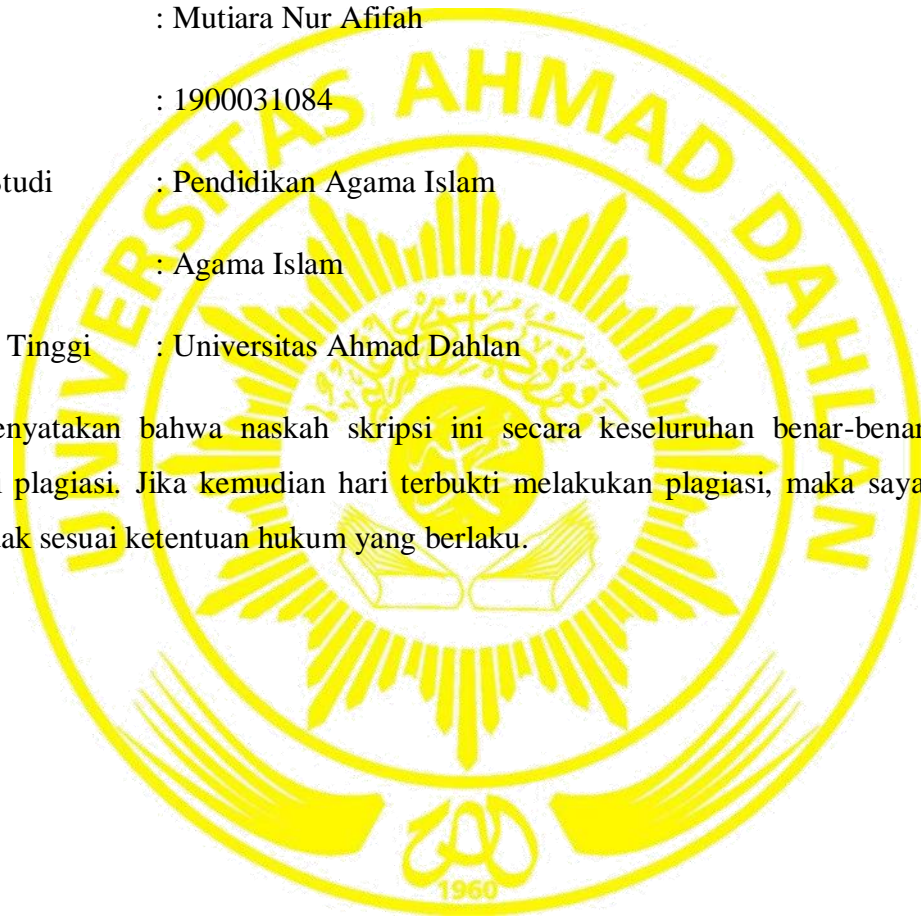 : Mutiara Nur Afifah
: 1900031084
Studi : Pendidikan Agama Islam
: Agama Islam
Tinggi : Universitas Ahmad Dahlan
enyatakan bahwa naskah skripsi ini secara keseluruhan benar-benar
i plagiasi. Jika kemudian hari terbukti melakukan plagiasi, maka saya
dak sesuai ketentuan hukum yang berlaku.
UNIVERSITAS AHMAD DAHLAN
1960